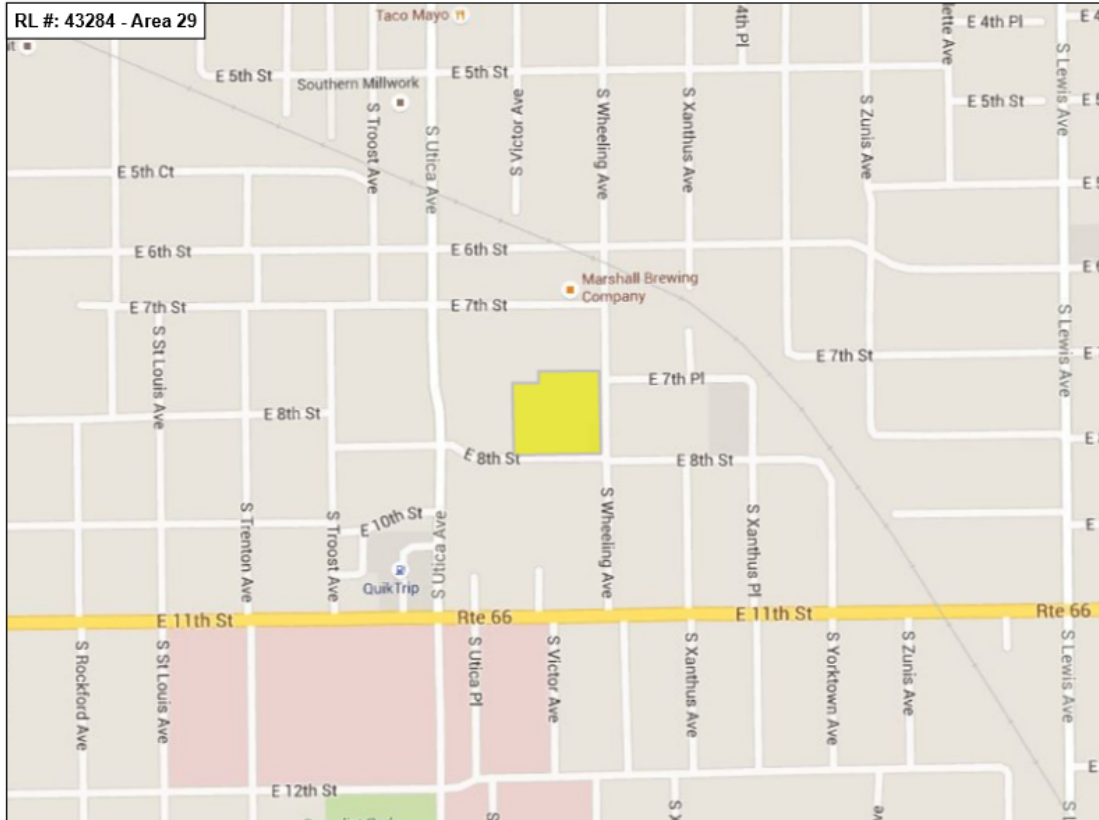 RL #: 43284 - Area 29
Taco Mayo
4th Pl
E 4th Pl
E 5th St
E 5th St
Southern Millwork
E 5th St
S Troost Ave
S Utica Ave
S Victor Ave
S Wheeling Ave
S Xanthus Ave
S Zunis Ave
S Lewis Ave
E 5th Ct
E 6th St
E 6th St
Marshall Brewing
Company
E 7th St
E 7th St
E 7th St
S St Louis Ave
S Lewis Ave
E 7th Pl
E 8th St
E 8th St
E 8th St
S Trenton Ave
S Troost Ave
E 10th St
S Utica Ave
S Wheeling Ave
S Xanthus Pl
QuikTrip
E 11th St
Rte 66
E 11th St
Rte 66
S Rockford Ave
S St Louis Ave
S Utica Pl
S Victor Ave
S Xanthus Ave
S Yorktown Ave
S Zunis Ave
S Lewis Ave
E 12th St